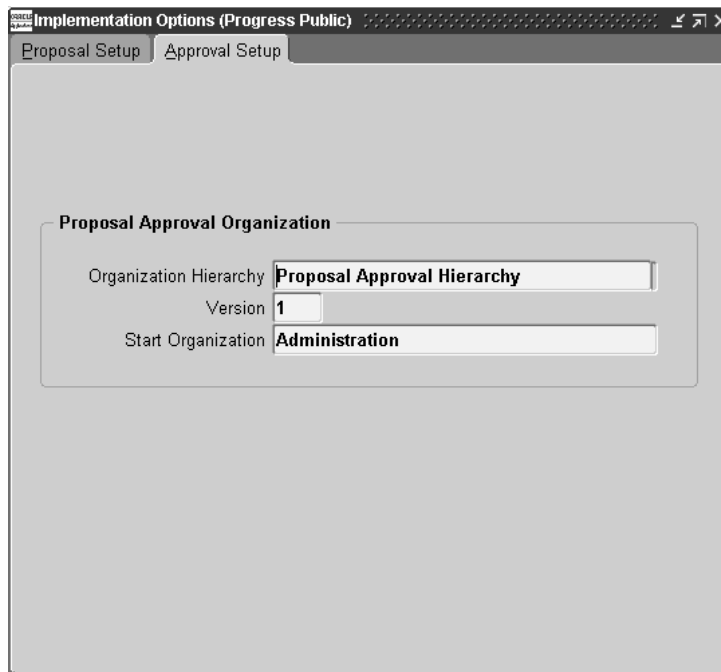 Implementation Options (Progress Public)
Proposal Setup
Approval Setup
Proposal Approval Organization
Organization Hierarchy Proposal Approval Hierarchy
Version 1
Start Organization Administration